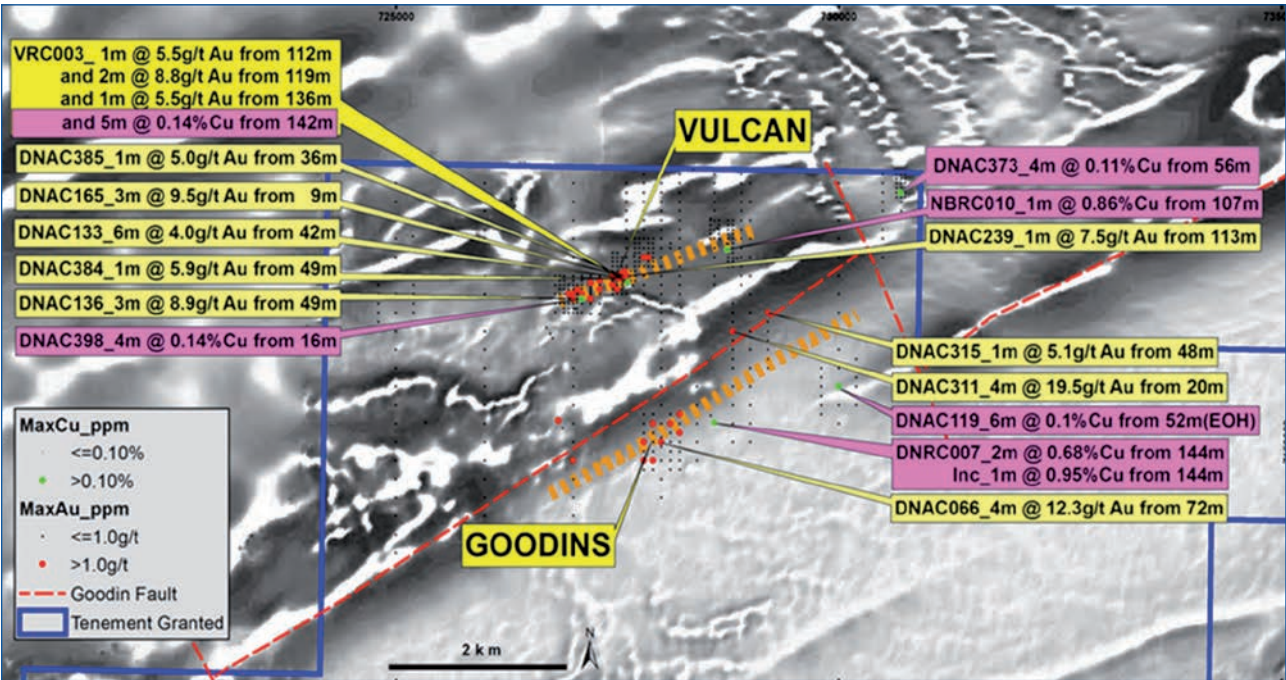 725000
730000
VRC003_ 1m @ 5.5g/t Au from 112m
and 2m @ 8.8g/t Au from 119m
and 1m @ 5.5g/t Au from 136m
and 5m @ 0.14%Cu from 142m
DNAC385_1m @ 5.0g/t Au from 36m
DNAC165_3m @ 9.5g/t Au from 9m
DNAC133_6m @ 4.0g/t Au from 42m
DNAC384_1m @ 5.9g/t Au from 49m
DNAC136_3m @ 8.9g/t Au from 49m
DNAC398_4m @ 0.14%Cu from 16m
VULCAN
DNAC373_4m @ 0.11%Cu from 56m
NBRC010_1m @ 0.86%Cu from 107m
DNAC239_1m @ 7.5g/t Au from 113m
DNAC315_1m @ 5.1g/t Au from 48m
DNAC311_4m @ 19.5g/t Au from 20m
DNAC119_6m @ 0.1%Cu from 52m(EOH)
DNRC007_2m @ 0.68%Cu from 144m
Inc_1m @ 0.95%Cu from 144m
DNAC066_4m @ 12.3g/t Au from 72m
GOODINS
MaxCu_ppm
<=0.10%
>0.10%
MaxAu_ppm
<=1.0g/t
>1.0g/t
Goodin Fault
Tenement Granted
2 km
N